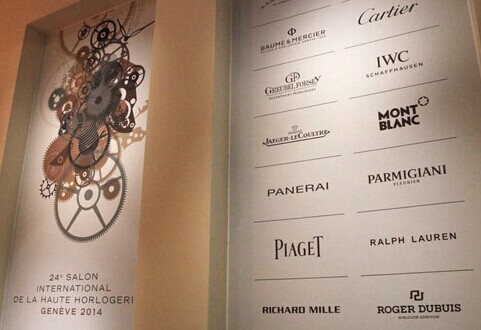 24e SALON
INTERNATIONAL
DE LA HAUTE HORLOGERI
GENÈVE 2014
BAUME & MERCIER
Cartier
GREUBEL FORSEY
IWC
SCHAFFHAUSEN
JAEGER-LECOULTRE
MONT
BLANC
PANERAI
PARMIGIANI
FLEURIER
PIAGET
RALPH LAUREN
RICHARD MILLE
ROGER DUBUIS